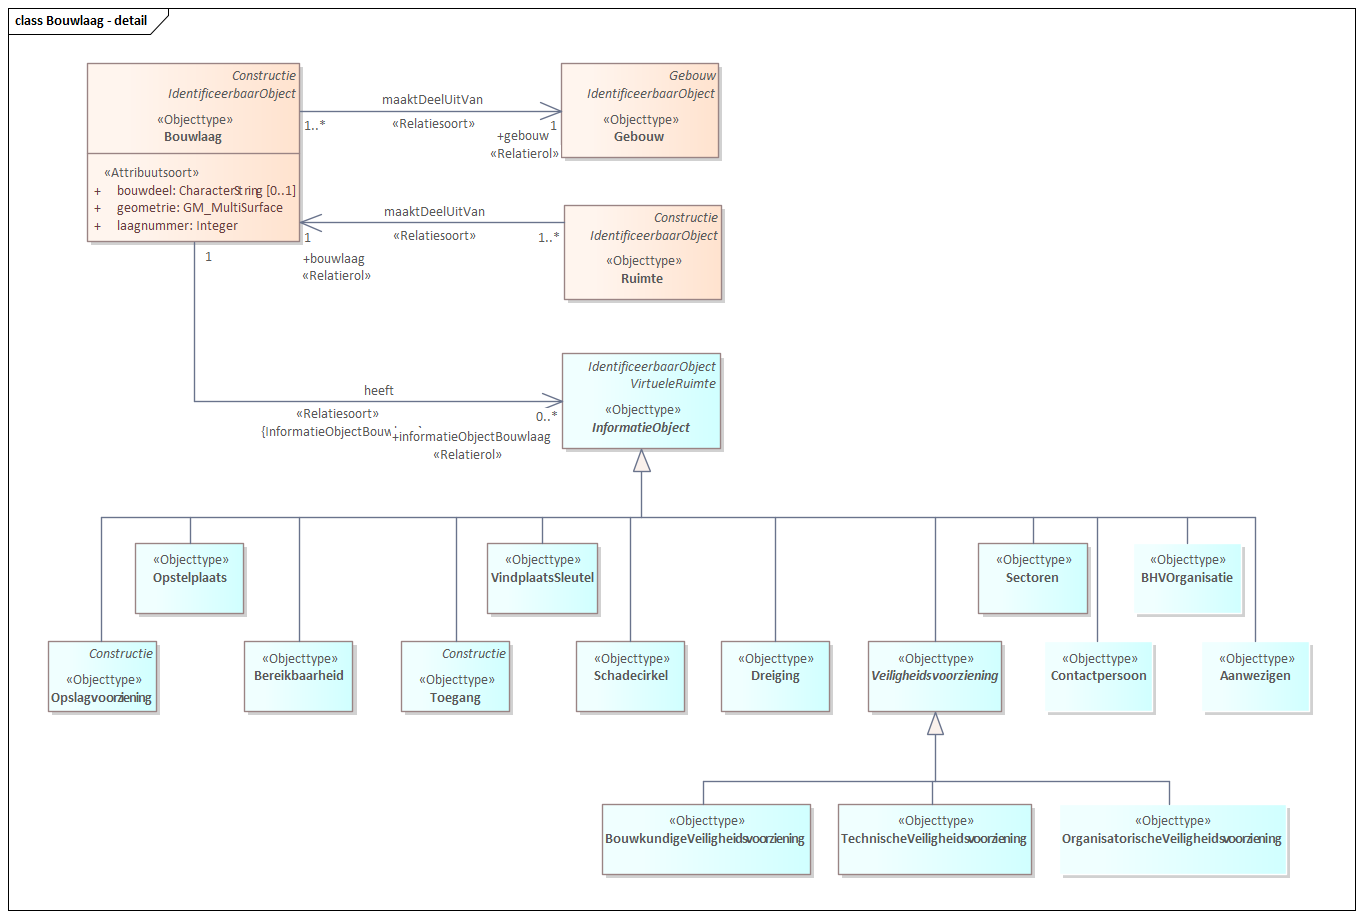 class Bouwlaag - detail
Constructie
IdentificeerbaarObject
«Objecttype»
Bouwlaag
«Attribuutsoort»
+ bouwdeel: CharacterString [0..1]
+ geometrie: GM_MultiSurface
+ laagnummer: Integer
maaktDeelUitVan
«Relatiesoort»
1..*
1
+gebouw
«Relatierol»
Gebouw
IdentificeerbaarObject
«Objecttype»
Gebouw
maaktDeelUitVan
«Relatiesoort»
1
1..*
+bouwlaag
«Relatierol»
Constructie
IdentificeerbaarObject
«Objecttype»
Ruimte
1
heeft
«Relatiesoort»
0..*
+informatieObjectBouwlaag
«Relatierol»
IdentificeerbaarObject
VirtueleRuimte
«Objecttype»
InformatieObject
«Objecttype»
Opstelplaats
«Objecttype»
VindplaatsSleutel
«Objecttype»
Sectoren
«Objecttype»
BHVOrganisatie
Constructie
«Objecttype»
Opslagvoorziening
«Objecttype»
Bereikbaarheid
Constructie
«Objecttype»
Toegang
«Objecttype»
Schadecirkel
«Objecttype»
Dreiging
«Objecttype»
Veiligheidsvoorziening
«Objecttype»
Contactpersoon
«Objecttype»
Aanwezigen
«Objecttype»
BouwkundigeVeiligheidsvoorziening
«Objecttype»
TechnischeVeiligheidsvoorziening
«Objecttype»
OrganisatorischeVeiligheidsvoorziening